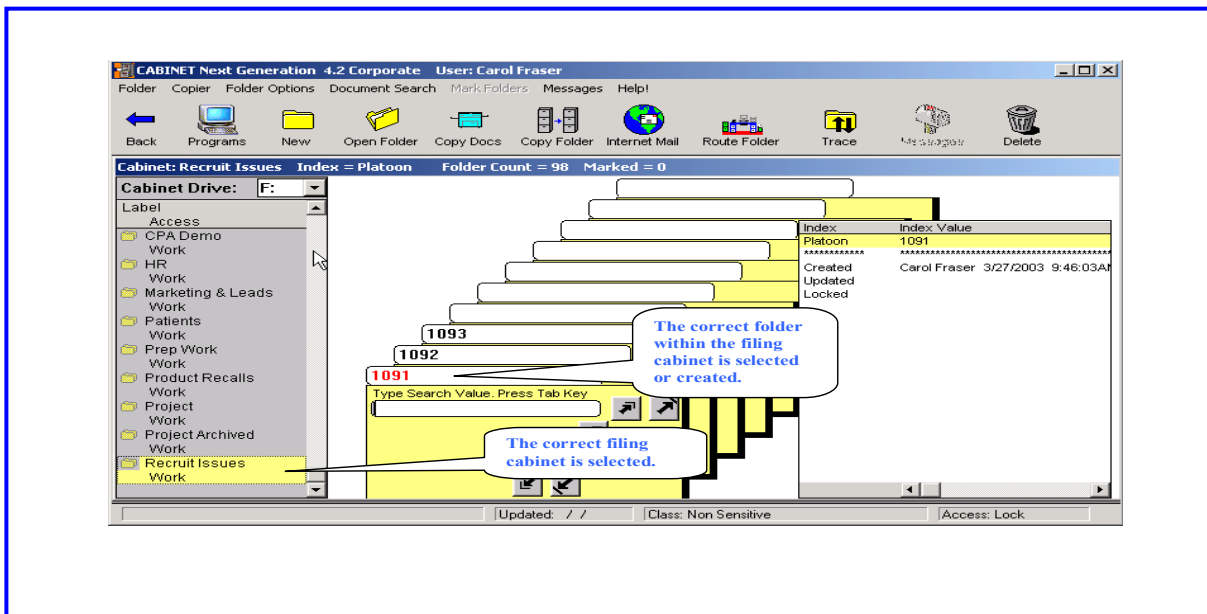 CABINET Next Generation 4.2 Corporate User: Carol Fraser
Folder Copier Folder Options Document Search Mark Folders Messages Help!
Back Programs New Open Folder Copy Docs Copy Folder Internet Mail Route Folder Trace Messages Delete
Cabinet: Recruit Issues Index = Platoon Folder Count = 98 Marked = 0
Cabinet Drive: F:
Label
Access
CPA Demo
Work
HR
Work
Marketing & Leads
Work
Patients
Work
Prep Work
Work
Product Recalls
Work
Project
Work
Project Archived
Work
Recruit Issues
Work
1093
1092
1091
Type Search Value. Press Tab Key
The correct folder
within the filing
cabinet is selected
or created.
The correct filing
cabinet is selected.
Index Index Value
Platoon 1091
************ ****************************************
Created Carol Fraser 3/27/2003 9:46:03AM
Updated
Locked
Updated: / / Class: Non Sensitive Access: Lock